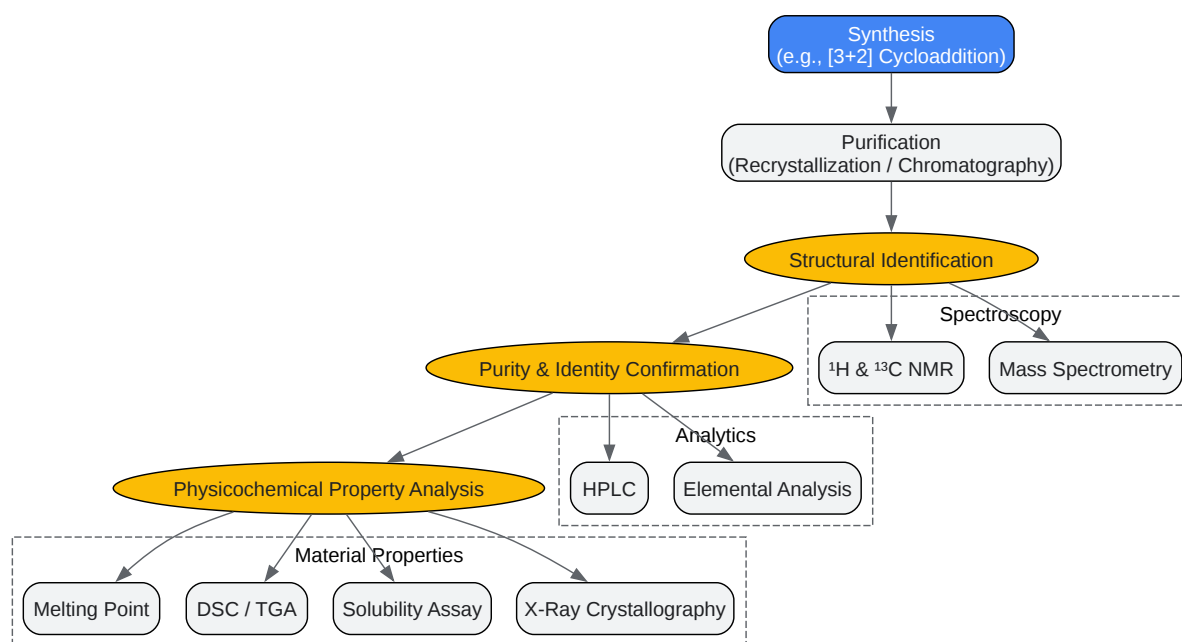 Synthesis
(e.g., [3+2] Cycloaddition)
Purification
(Recrystallization / Chromatography)
Structural Identification
Spectroscopy
¹H & ¹³C NMR
Mass Spectrometry
Purity & Identity Confirmation
Analytics
HPLC
Elemental Analysis
Physicochemical Property Analysis
Material Properties
Melting Point
DSC / TGA
Solubility Assay
X-Ray Crystallography